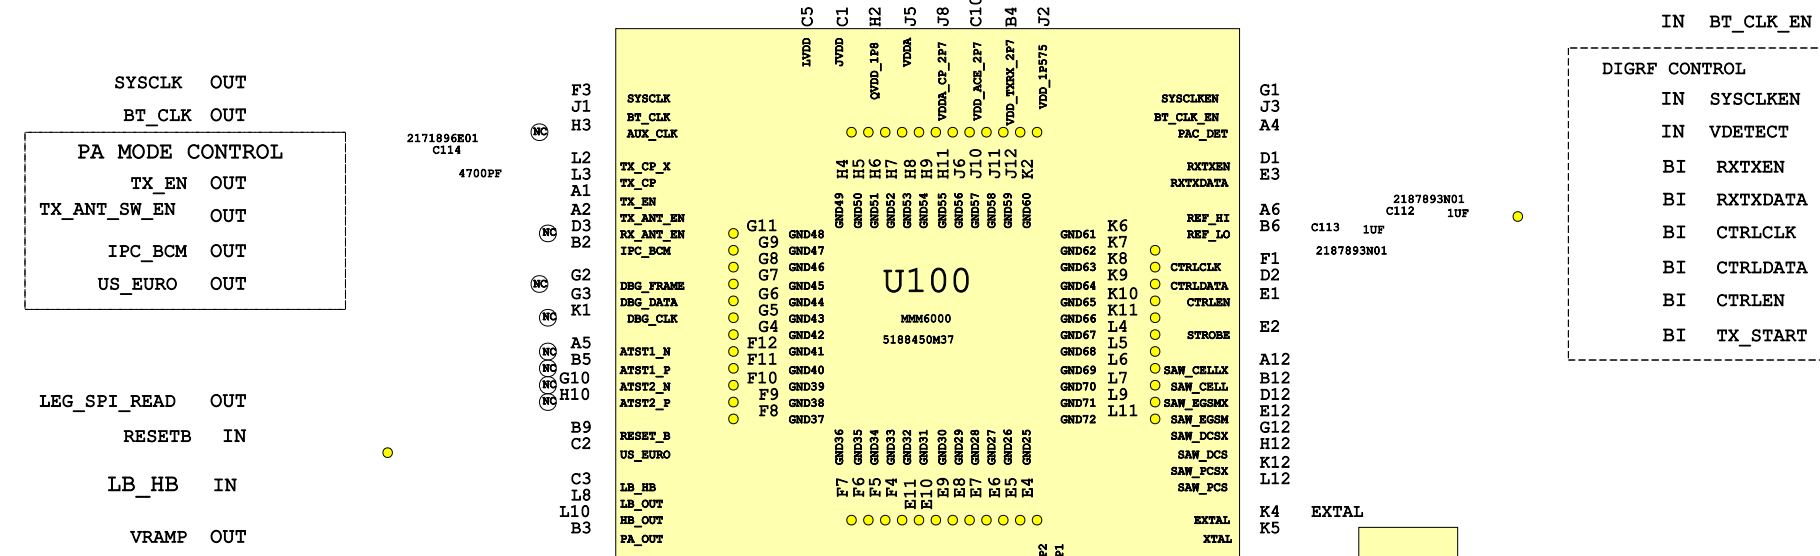 C5 C1 H2 J5 J8 C10 B4 J2
LVDD JVDD QVDD_1P8 VDDA VDDA_CP_2P7 VDD_ACE_2P7 VDD_TXRX_2P7 VDD_1P575
IN BT_CLK_EN
DIGRF CONTROL
IN SYSCLKEN
IN VDETECT
BI RXTXEN
BI RXTXDATA
BI CTRLCLK
BI CTRLDATA
BI CTRLEN
BI TX_START
SYSCLK OUT
BT_CLK OUT
PA MODE CONTROL
TX_EN OUT
TX_ANT_SW_EN OUT
IPC_BCM OUT
US_EURO OUT
LEG_SPI_READ OUT
RESETB IN
LB_HB IN
VRAMP OUT
2171896E01
C114
4700PF
NC
NC
NC
NC
NC
NC
NC
NC
F3 SYSCLK
J1 BT_CLK
H3 AUX_CLK
L2 TX_CP_X
L3 TX_CP
A1 TX_EN
A2 TX_ANT_EN
D3 RX_ANT_EN
B2 IPC_BCM
G2 DBG_FRAME
G3 DBG_DATA
K1 DBG_CLK
A5 ATST1_N
B5 ATST1_P
G10 ATST2_N
H10 ATST2_P
B9 RESET_B
C2 US_EURO
C3 LB_HB
L8 LB_OUT
L10 HB_OUT
B3 PA_OUT
H4 H5 H6 H7 H8 H9 H11 J6 J10 J11 J12 K2
GND49 GND50 GND51 GND52 GND53 GND54 GND55 GND56 GND57 GND58 GND59 GND60
G11 GND48
G9 GND47
G8 GND46
G7 GND45
G6 GND44
G5 GND43
G4 GND42
F12 GND41
F11 GND40
F10 GND39
F9 GND38
F8 GND37
U100
MMM6000
5188450M37
GND61 K6
GND62 K7
GND63 K8
GND64 K9
GND65 K10
GND66 K11
GND67 L4
GND68 L5
GND69 L6
GND70 L7
GND71 L9
GND72 L11
GND36 GND35 GND34 GND33 GND32 GND31 GND30 GND29 GND28 GND27 GND26 GND25
F7 F6 F5 F4 E11 E10 E9 E8 E7 E6 E5 E4
SYSCLKEN G1
BT_CLK_EN J3
PAC_DET A4
RXTXEN D1
RXTXDATA E3
REF_HI A6
REF_LO B6
CTRLCLK F1
CTRLDATA D2
CTRLEN E1
STROBE E2
SAW_CELLX A12
SAW_CELL B12
SAW_EGSMX D12
SAW_EGSM E12
SAW_DCSX G12
SAW_DCS H12
SAW_PCSX K12
SAW_PCS L12
EXTAL K4 EXTAL
XTAL K5
2187893N01
C112 1UF
C113 1UF
2187893N01
P2 P1